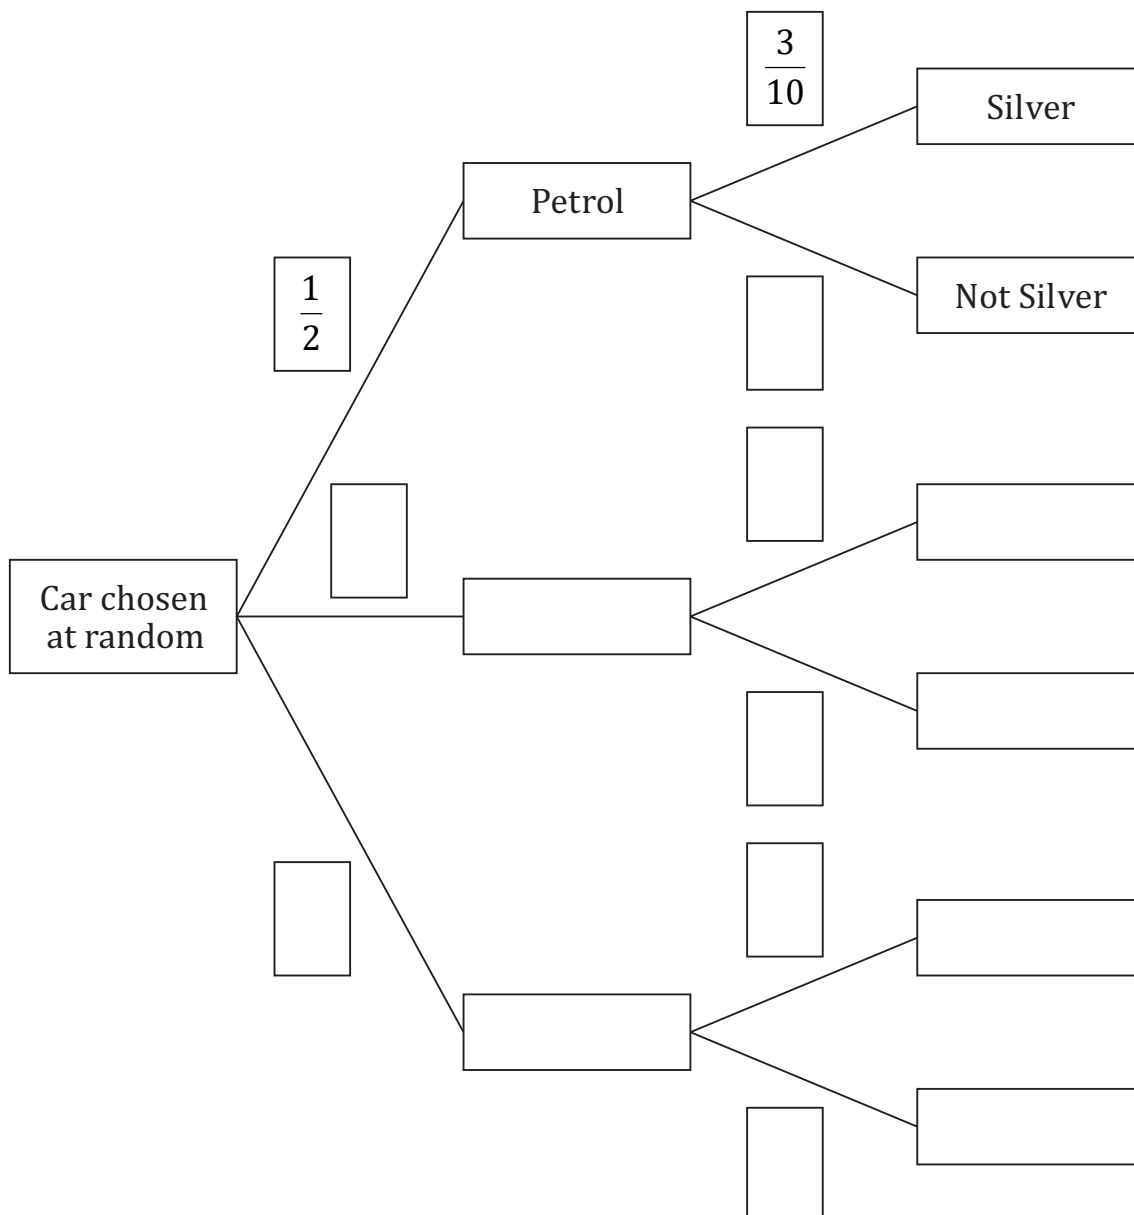 3
10
Silver
Petrol
Not Silver
1
2
Car chosen
at random